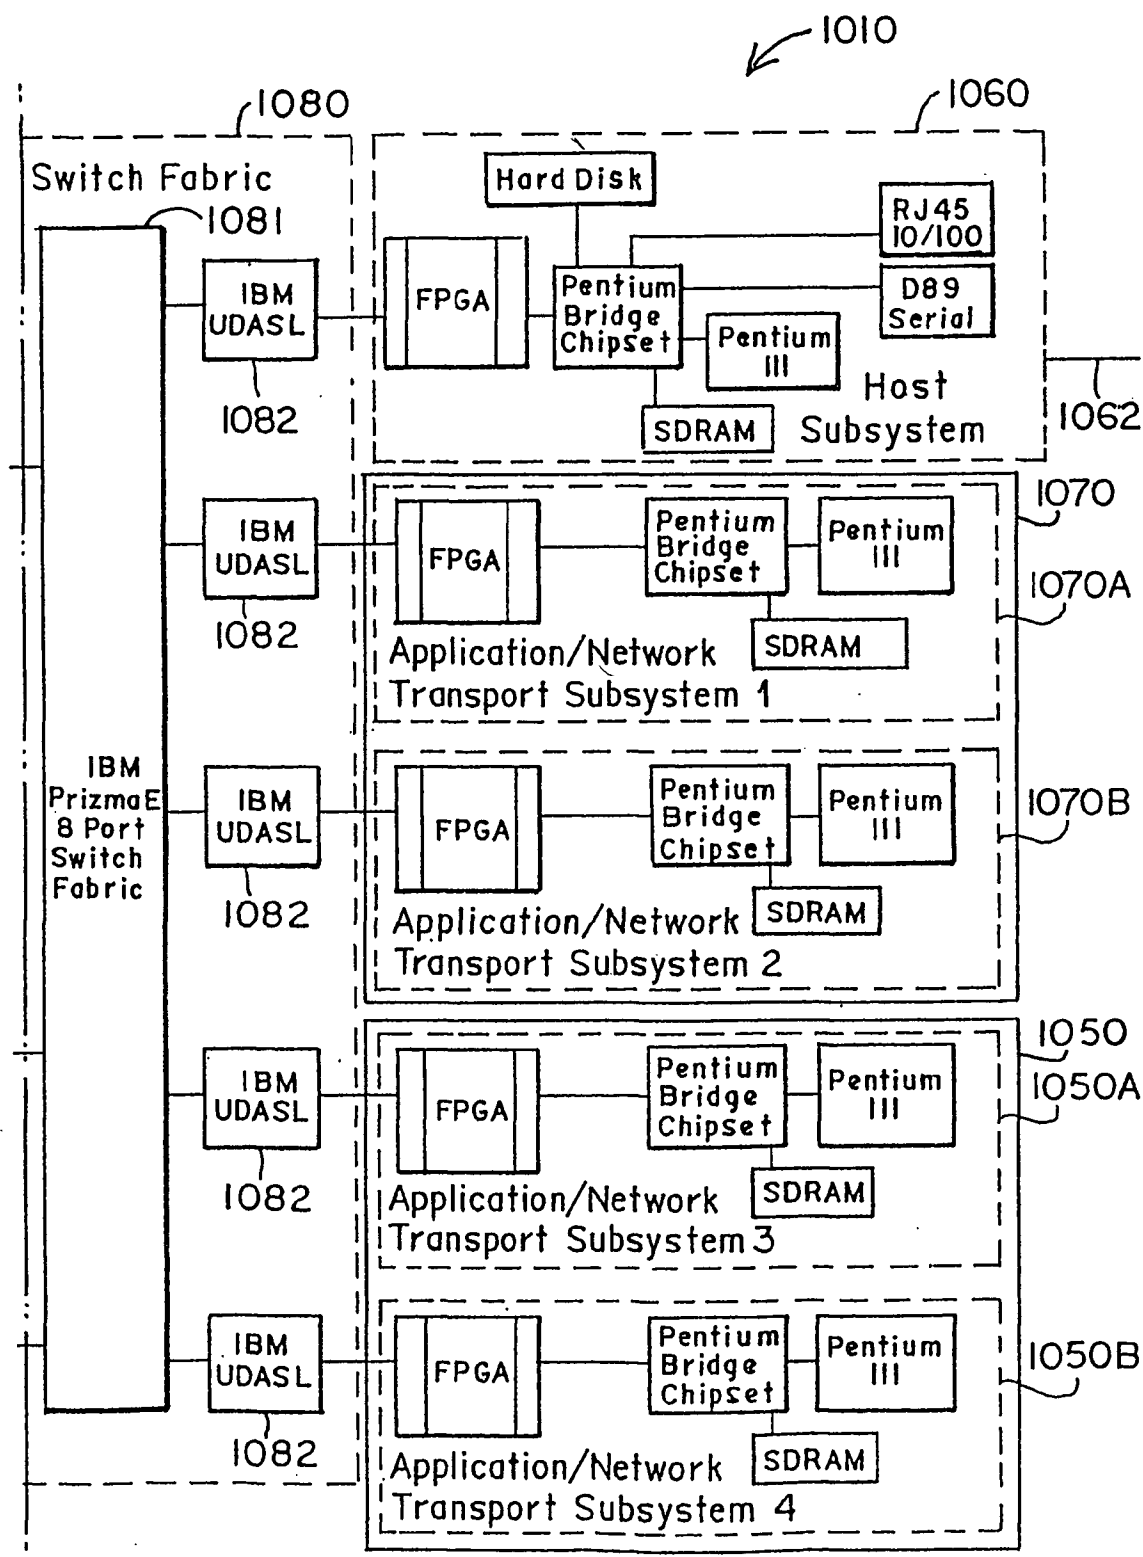 1010
1080
1060
Switch Fabric
1081
Hard Disk
RJ45
10/100
IBM
UDASL
FPGA
Pentium
Bridge
Chipset
D89
Serial
Pentium
III
1082
SDRAM
Host
Subsystem
1062
1070
IBM
UDASL
FPGA
Pentium
Bridge
Chipset
Pentium
III
1070A
1082
SDRAM
Application/Network
Transport Subsystem 1
IBM
PrizmaE
8 Port
Switch
Fabric
IBM
UDASL
FPGA
Pentium
Bridge
Chipset
Pentium
III
1070B
1082
SDRAM
Application/Network
Transport Subsystem 2
1050
IBM
UDASL
FPGA
Pentium
Bridge
Chipset
Pentium
III
1050A
1082
SDRAM
Application/Network
Transport Subsystem 3
IBM
UDASL
FPGA
Pentium
Bridge
Chipset
Pentium
III
1050B
1082
SDRAM
Application/Network
Transport Subsystem 4